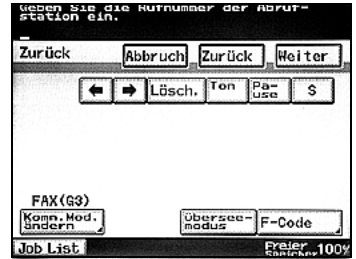 Geben Sie die Rufnummer der Abruf-
station ein.
Zurück Abbruch Zurück Weiter
← → Lösch. Ton Pa-
use S
FAX(G3)
Komm.Mod.
ändern Übersee-
modus F-Code
Job List Freier
Speicher 100%